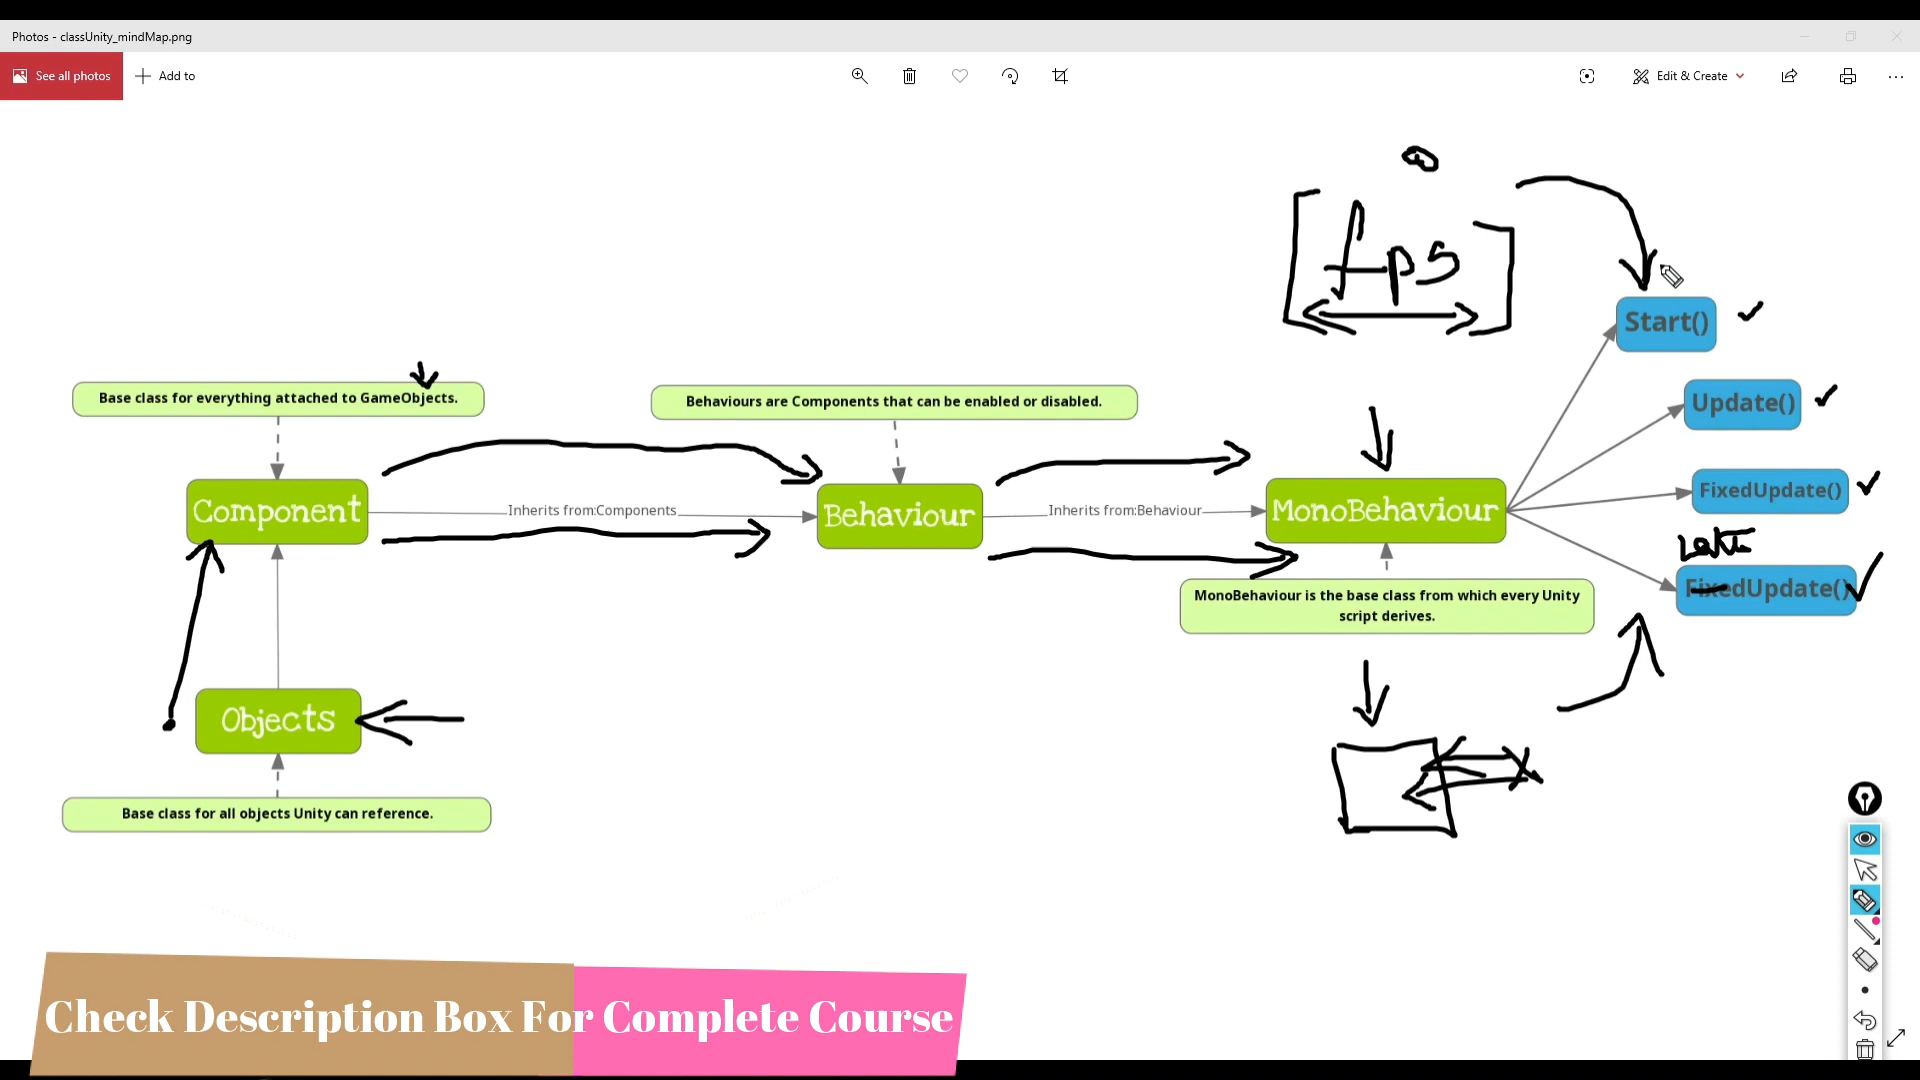 Photos - classUnity_mindMap.png
See all photos
Add to
Edit & Create
fps
Start()
Update()
Base class for everything attached to GameObjects.
Behaviours are Components that can be enabled or disabled.
Component
Inherits from:Components
Behaviour
Inherits from:Behaviour
MonoBehaviour
FixedUpdate()
Late
FixedUpdate()
MonoBehaviour is the base class from which every Unity
script derives.
Objects
Base class for all objects Unity can reference.
Check Description Box For Complete Course